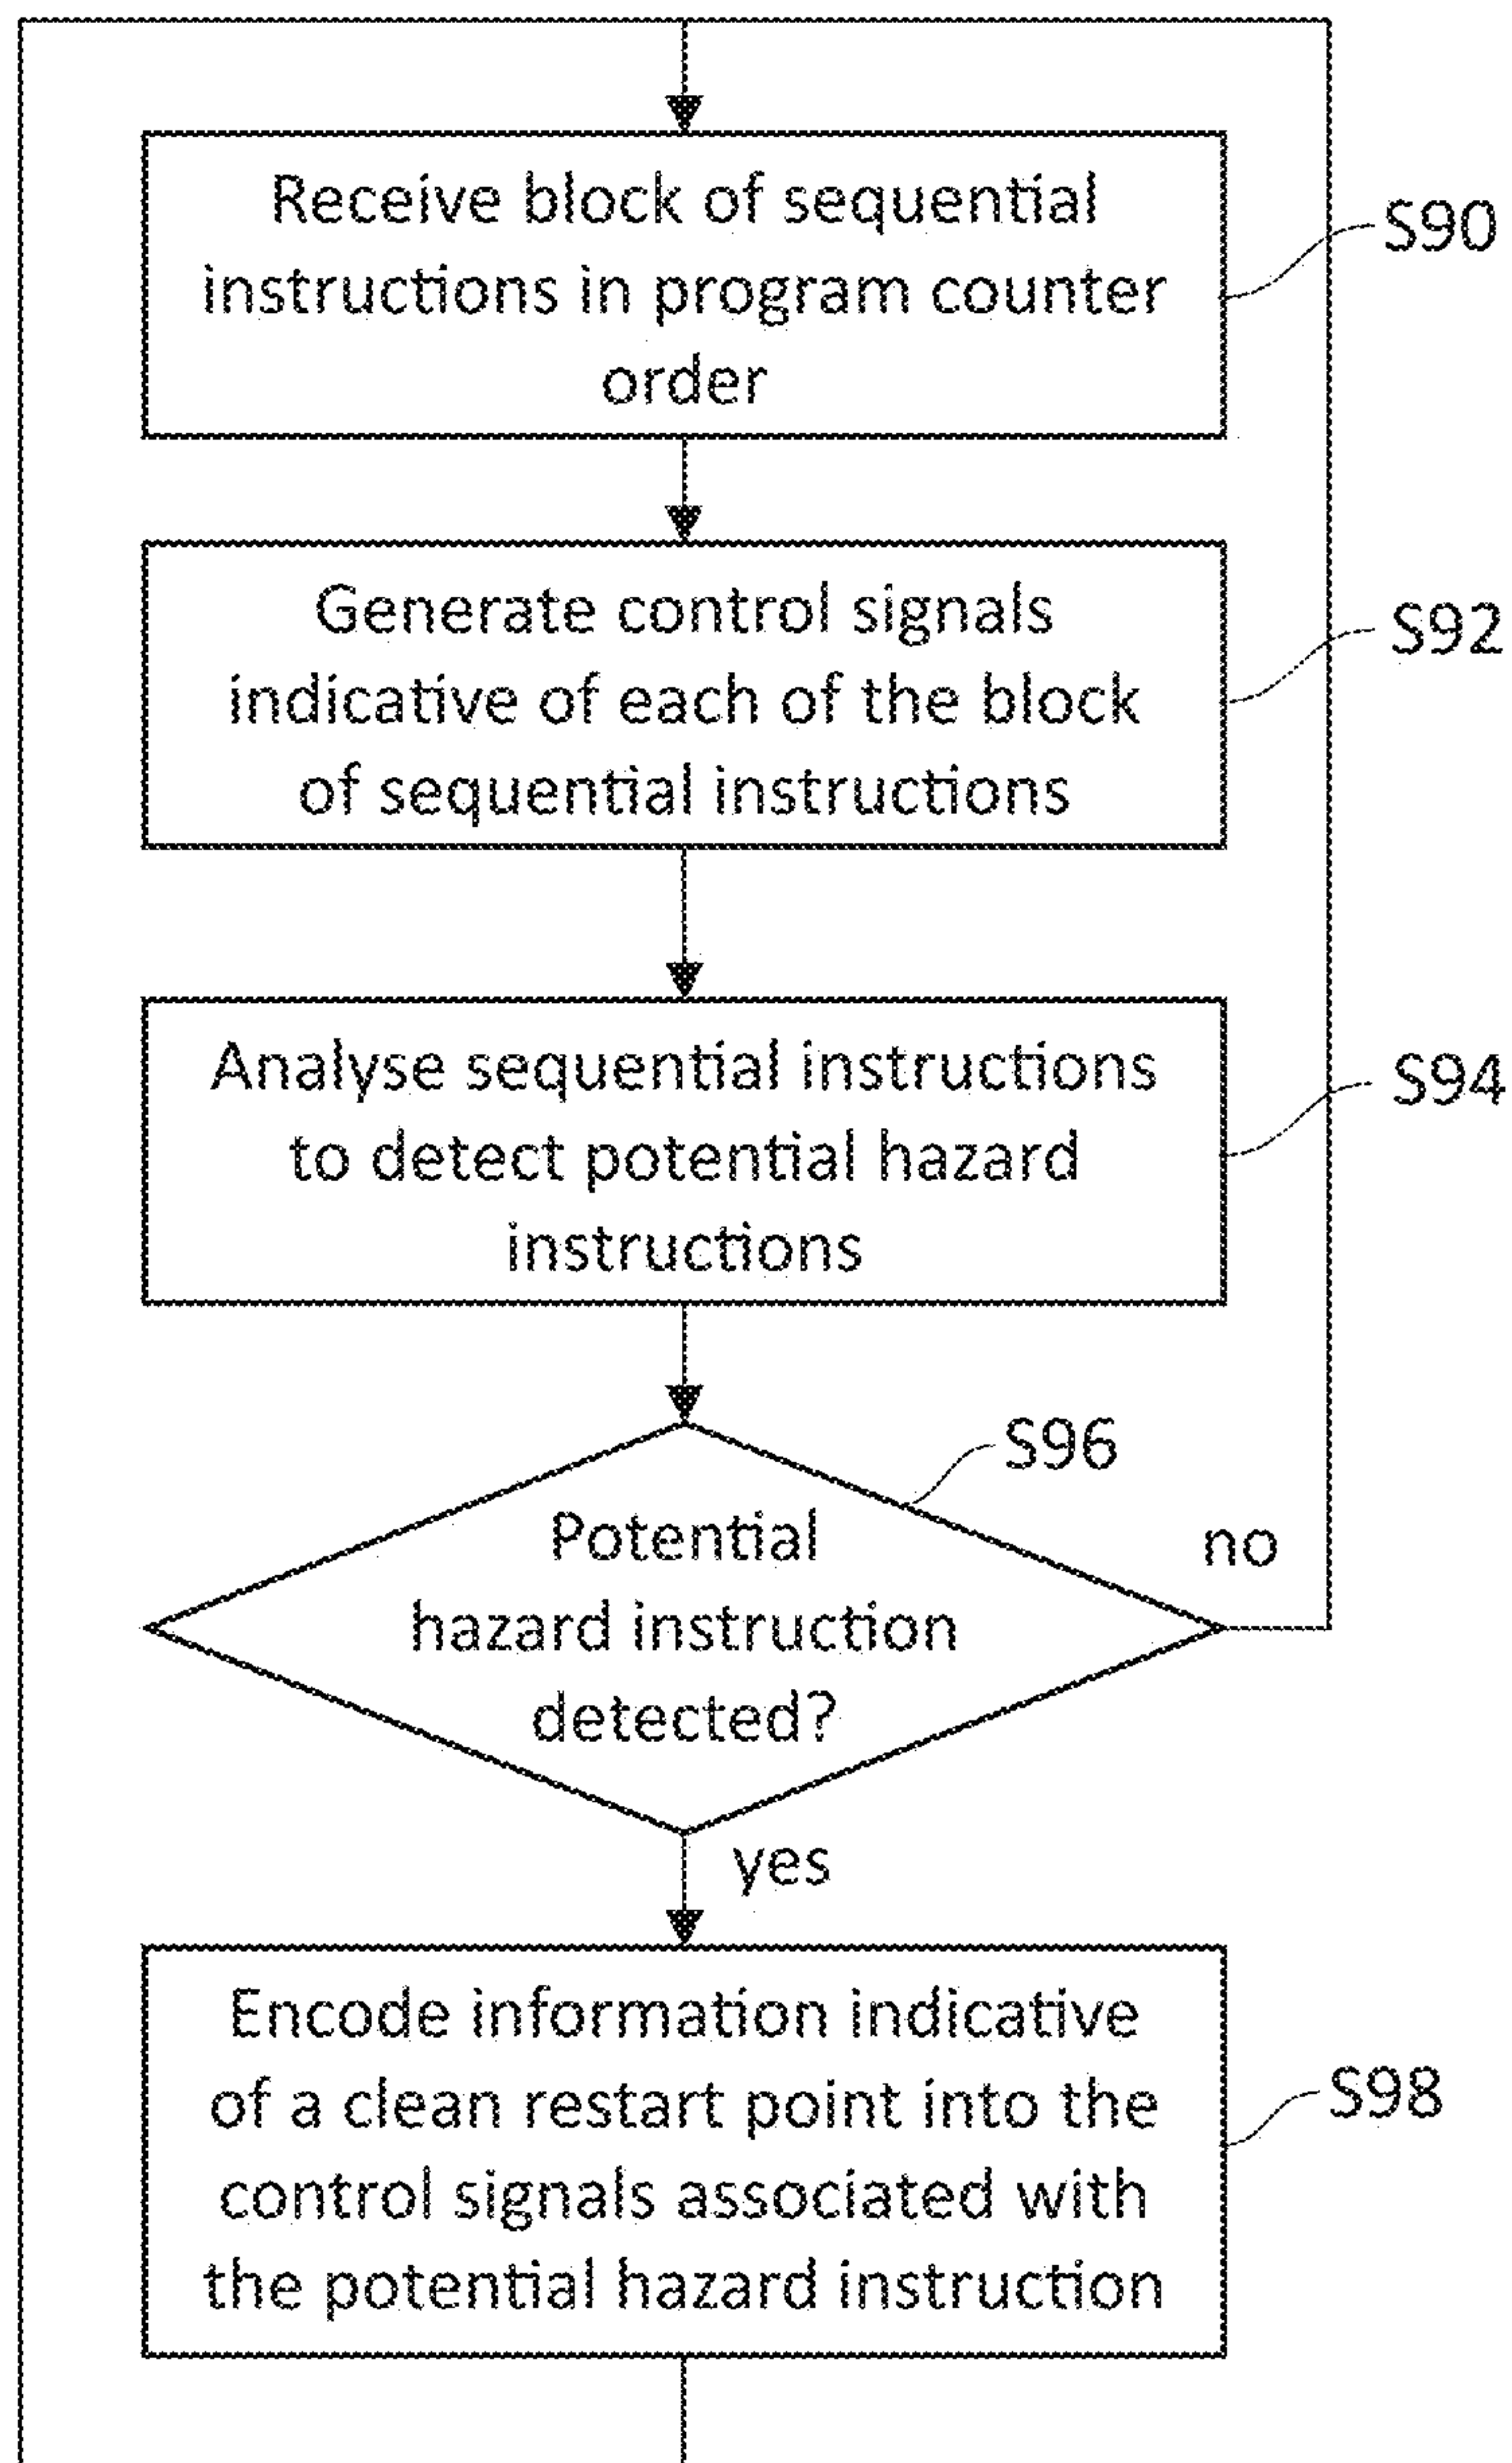 Receive block of sequential
instructions in program counter
order
S90
Generate control signals
indicative of each of the block
of sequential instructions
S92
Analyse sequential instructions
to detect potential hazard
instructions
S94
S96
Potential
hazard instruction
detected?
no
yes
Encode information indicative
of a clean restart point into the
control signals associated with
the potential hazard instruction
S98